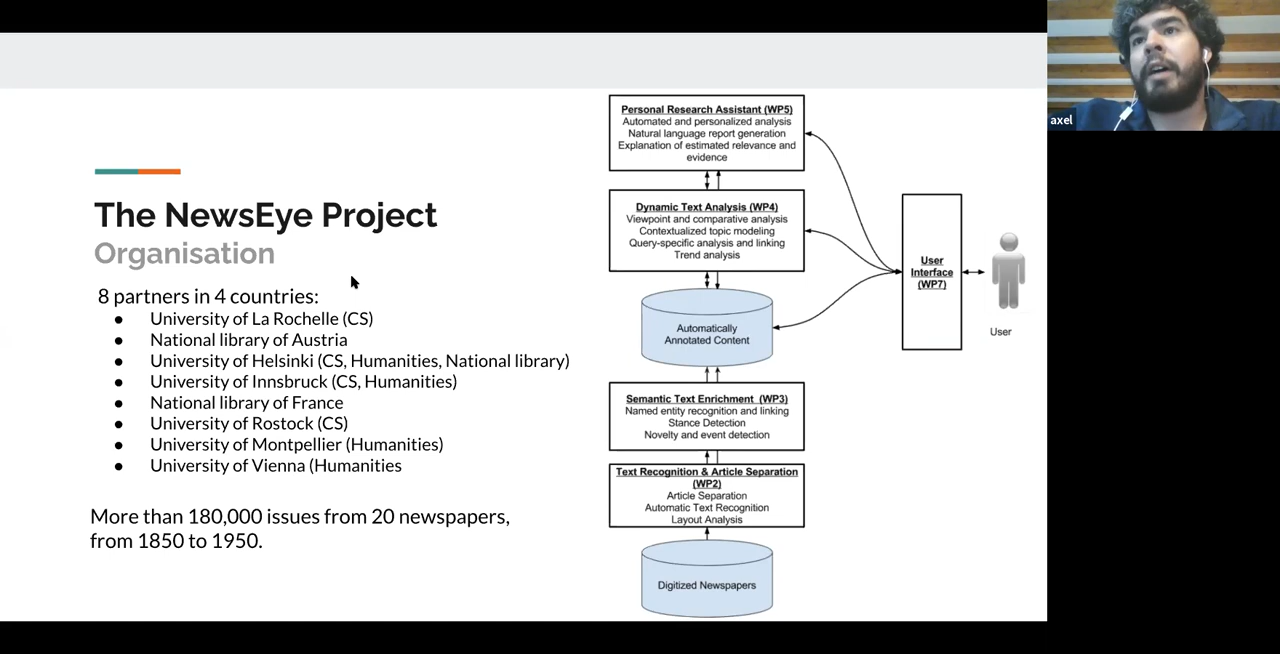 The NewsEye Project
Organisation
8 partners in 4 countries:
● University of La Rochelle (CS)
● National library of Austria
● University of Helsinki (CS, Humanities, National library)
● University of Innsbruck (CS, Humanities)
● National library of France
● University of Rostock (CS)
● University of Montpellier (Humanities)
● University of Vienna (Humanities
More than 180,000 issues from 20 newspapers,
from 1850 to 1950.
Personal Research Assistant (WP5)
Automated and personalized analysis
Natural language report generation
Explanation of estimated relevance and
evidence
Dynamic Text Analysis (WP4)
Viewpoint and comparative analysis
Contextualized topic modeling
Query-specific analysis and linking
Trend analysis
Automatically
Annotated Content
Semantic Text Enrichment (WP3)
Named entity recognition and linking
Stance Detection
Novelty and event detection
Text Recognition & Article Separation
(WP2)
Article Separation
Automatic Text Recognition
Layout Analysis
Digitized Newspapers
User
Interface
(WP7)
User
axel